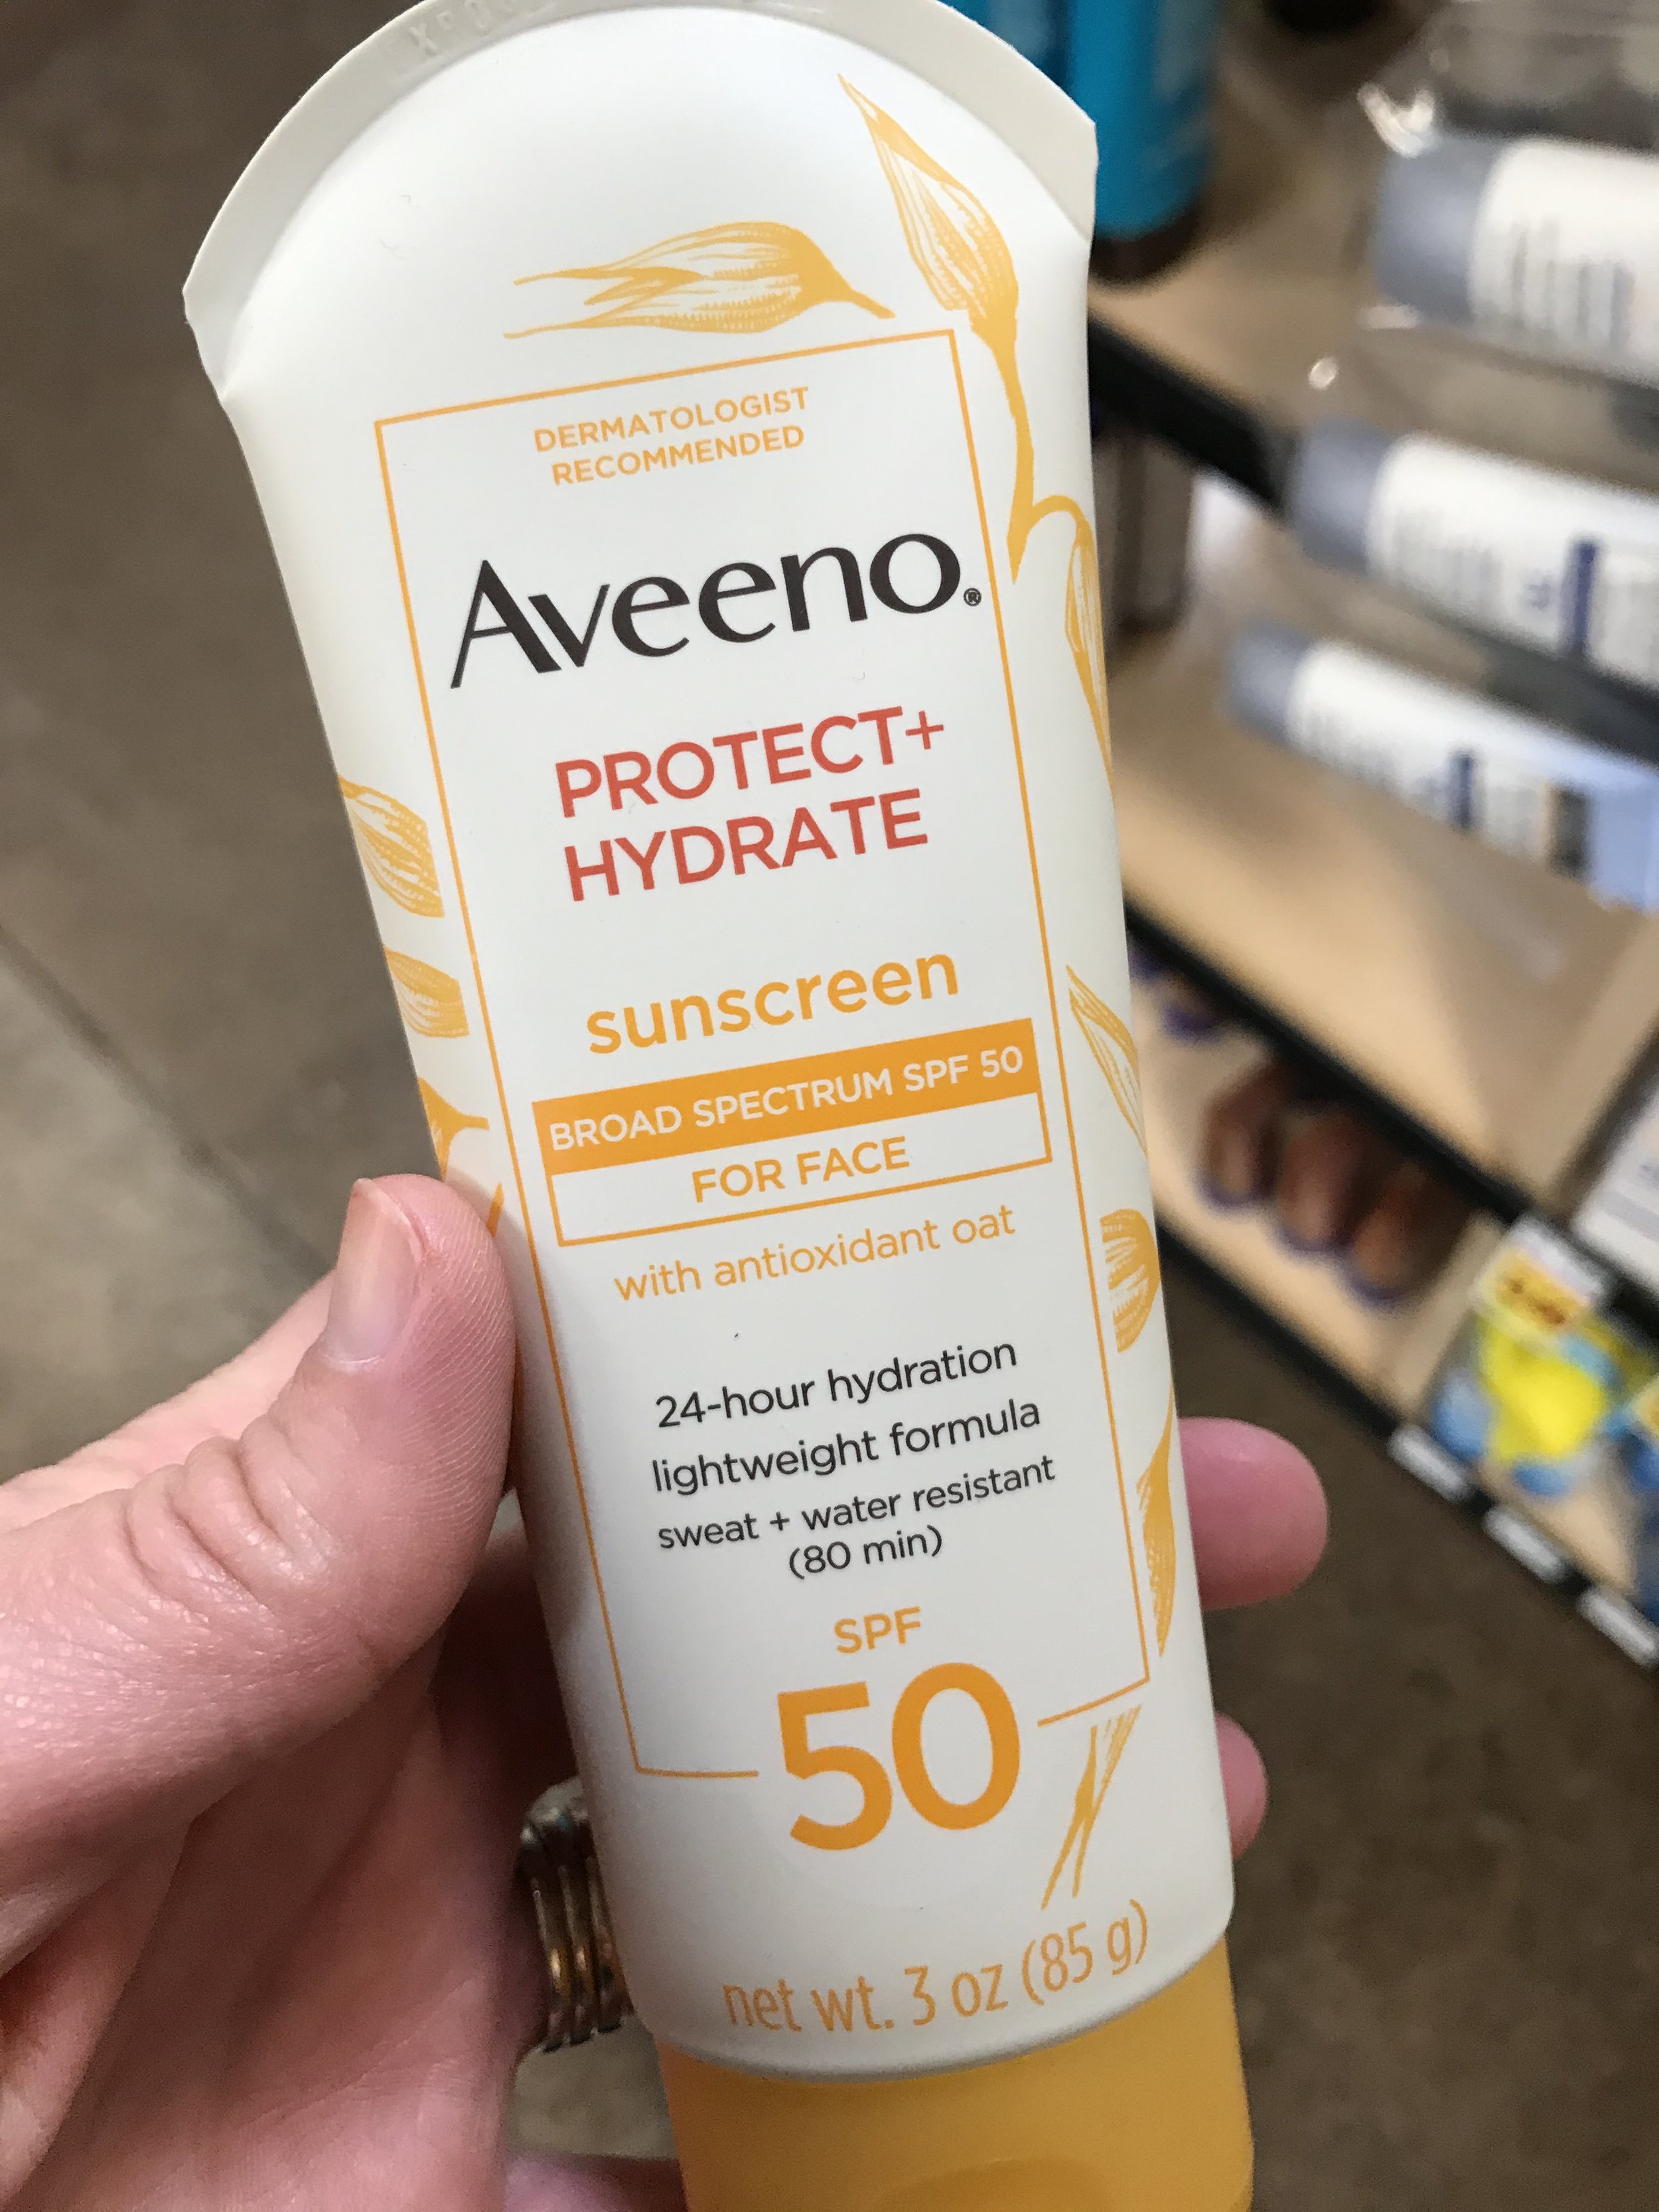 DERMATOLOGIST
RECOMMENDED
Aveeno®
PROTECT+
HYDRATE
sunscreen
BROAD SPECTRUM SPF 50
FOR FACE
with antioxidant oat
24-hour hydration
lightweight formula
sweat + water resistant
(80 min)
SPF
50
net wt. 3 oz (85 g)